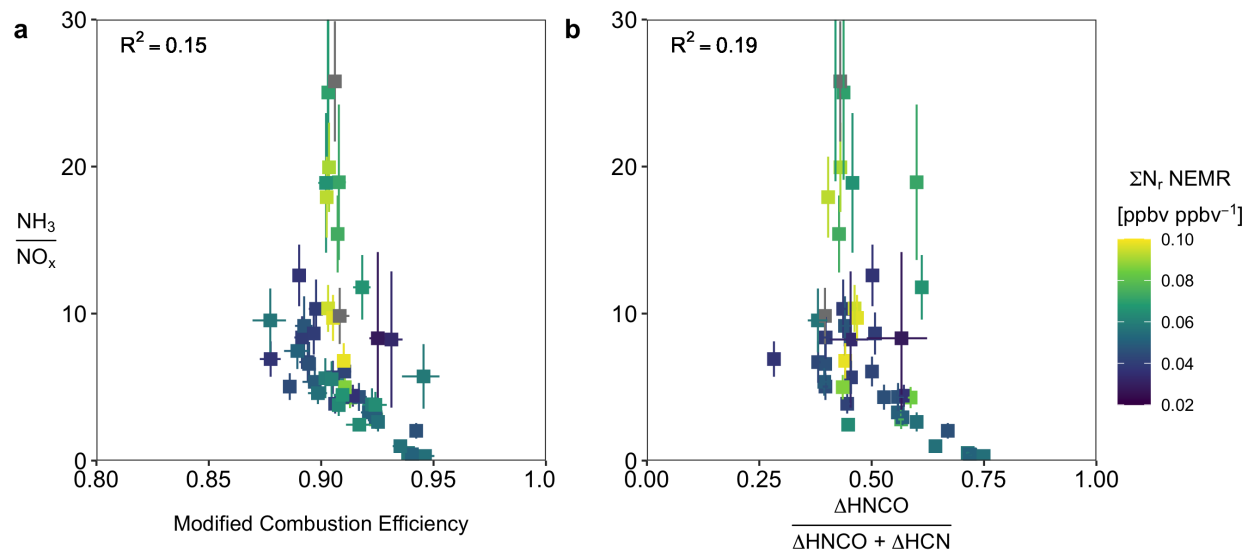 a
R² = 0.15
30
20
10
0
NH₃
NOₓ
0.80
0.85
0.90
0.95
1.0
Modified Combustion Efficiency
b
R² = 0.19
30
20
10
0
0.00
0.25
0.50
0.75
1.00
ΔHNCO
ΔHNCO + ΔHCN
ΣNᵣ NEMR
[ppbv ppbv⁻¹]
0.10
0.08
0.06
0.04
0.02